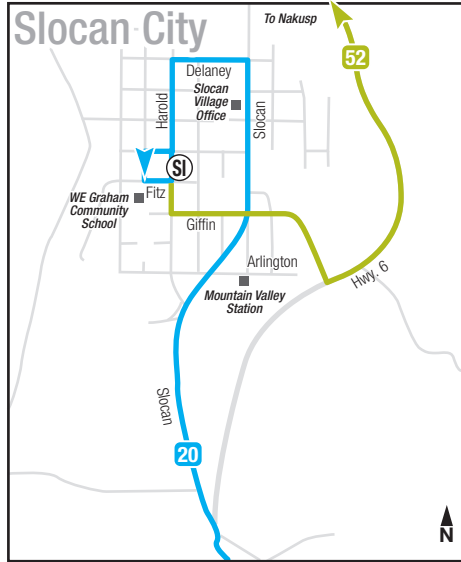 Slocan City
To Nakusp
52
Delaney
Slocan
Village
Office
Harold
Slocan
SI
Fitz
WE Graham
Community
School
Giffin
Arlington
Hwy. 6
Mountain Valley
Station
Slocan
20
N